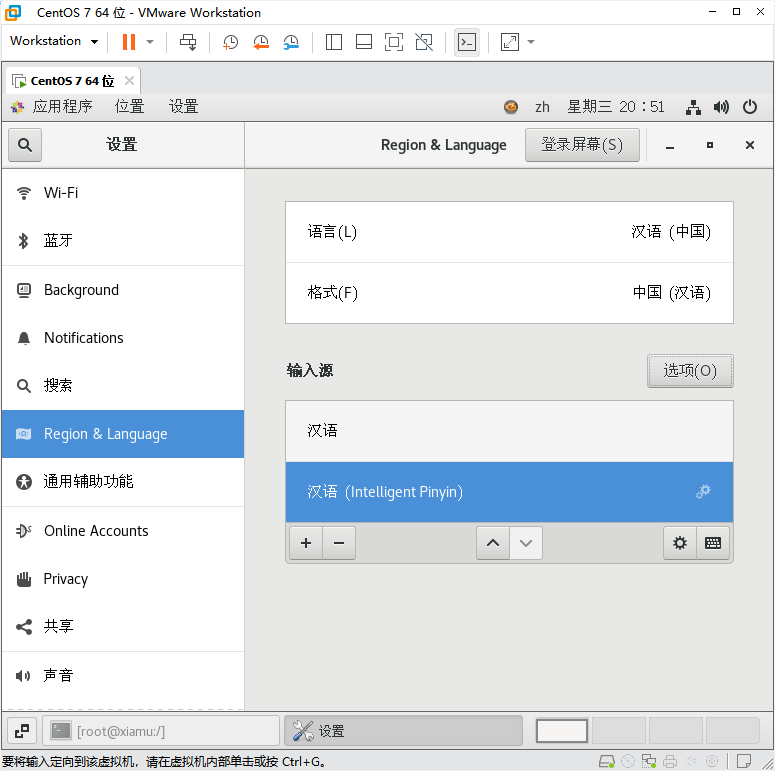 CentOS 7 64 位 - VMware Workstation
Workstation
CentOS 7 64 位
应用程序 位置 设置 zh 星期三 20：51
设置 Region & Language 登录屏幕(S)
Wi-Fi
蓝牙
Background
Notifications
搜索
Region & Language
通用辅助功能
Online Accounts
Privacy
共享
声音
语言(L) 汉语 (中国)
格式(F) 中国 (汉语)
输入源 选项(O)
汉语
汉语 (Intelligent Pinyin)
[root@xiamu:/] 设置
要将输入定向到该虚拟机，请在虚拟机内部单击或按 Ctrl+G。